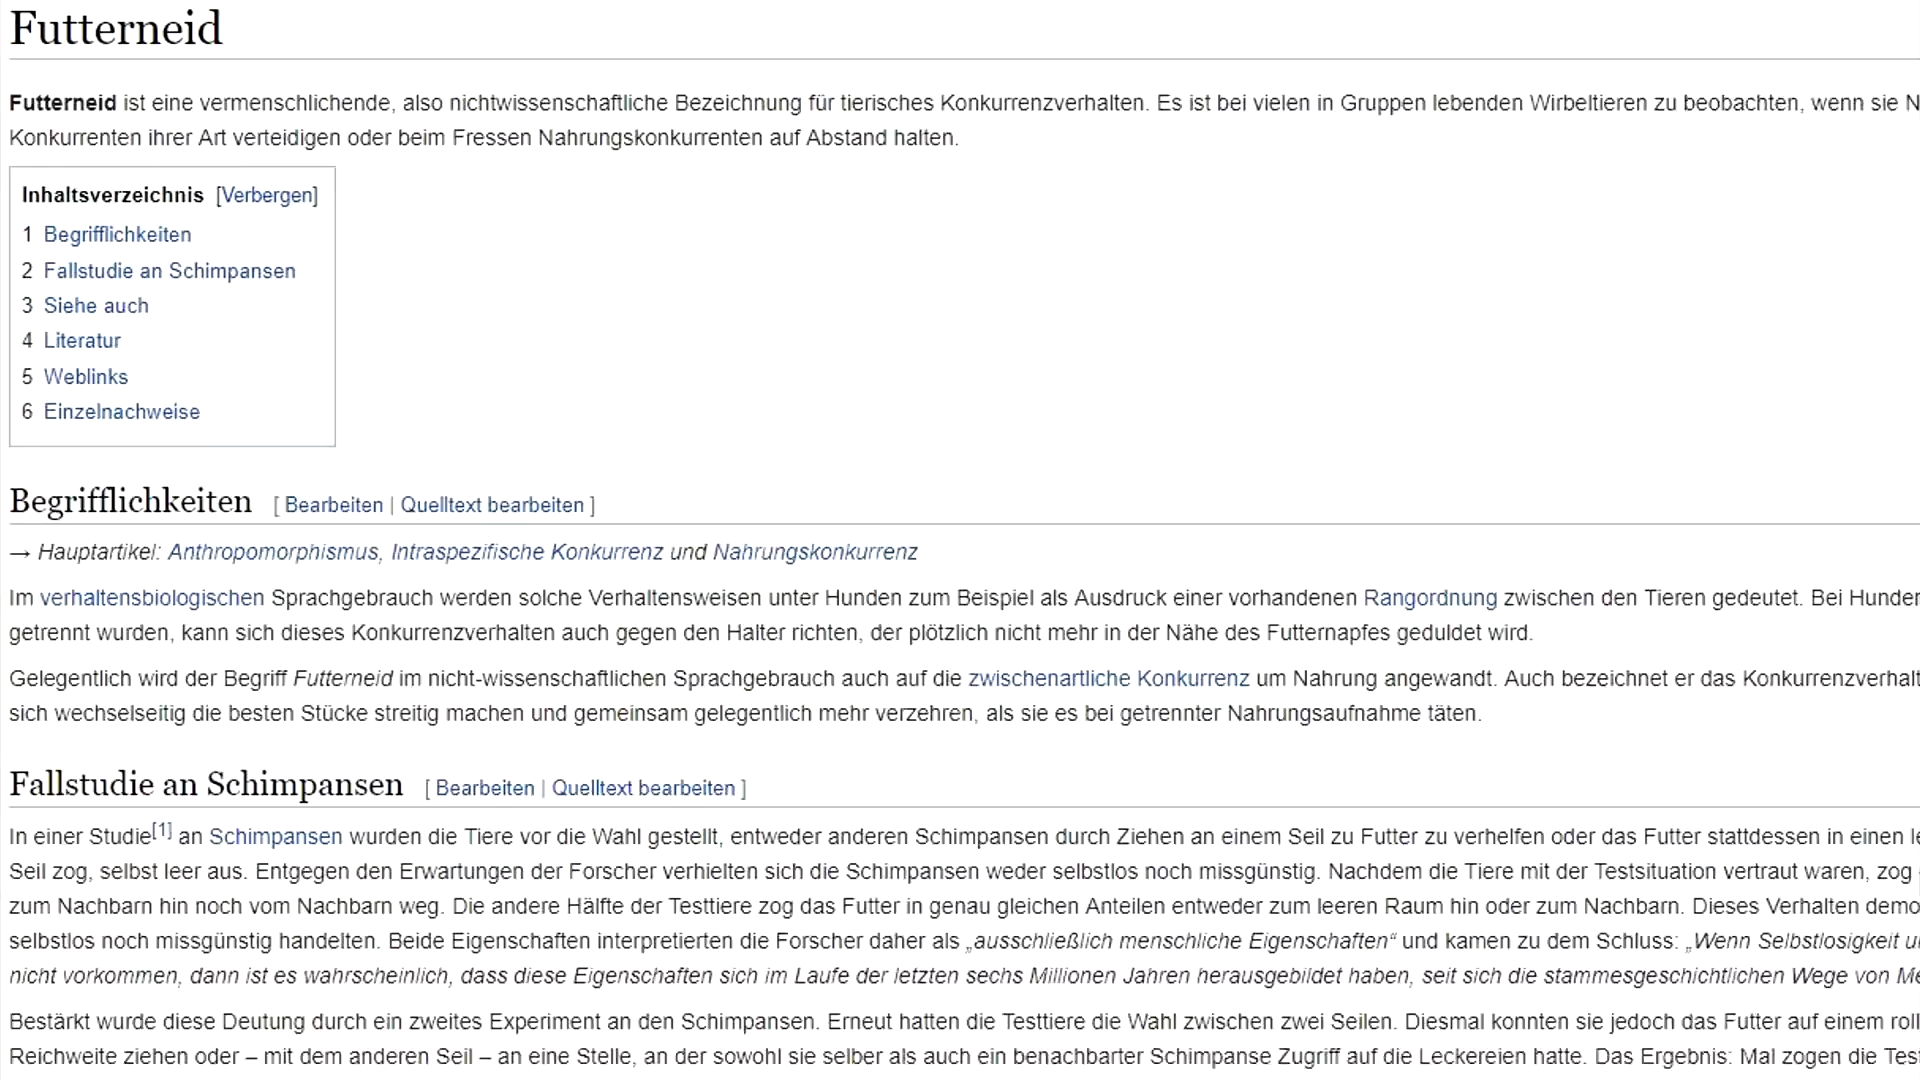 Futterneid
Futterneid ist eine vermenschlichende, also nichtwissenschaftliche Bezeichnung für tierisches Konkurrenzverhalten. Es ist bei vielen in Gruppen lebenden Wirbeltieren zu beobachten, wenn sie N
Konkurrenten ihrer Art verteidigen oder beim Fressen Nahrungskonkurrenten auf Abstand halten.
Inhaltsverzeichnis [Verbergen]
1 Begrifflichkeiten
2 Fallstudie an Schimpansen
3 Siehe auch
4 Literatur
5 Weblinks
6 Einzelnachweise
Begrifflichkeiten [ Bearbeiten | Quelltext bearbeiten ]
→ Hauptartikel: Anthropomorphismus, Intraspezifische Konkurrenz und Nahrungskonkurrenz
Im verhaltensbiologischen Sprachgebrauch werden solche Verhaltensweisen unter Hunden zum Beispiel als Ausdruck einer vorhandenen Rangordnung zwischen den Tieren gedeutet. Bei Hunden
getrennt wurden, kann sich dieses Konkurrenzverhalten auch gegen den Halter richten, der plötzlich nicht mehr in der Nähe des Futternapfes geduldet wird.
Gelegentlich wird der Begriff Futterneid im nicht-wissenschaftlichen Sprachgebrauch auch auf die zwischenartliche Konkurrenz um Nahrung angewandt. Auch bezeichnet er das Konkurrenzverhalt
sich wechselseitig die besten Stücke streitig machen und gemeinsam gelegentlich mehr verzehren, als sie es bei getrennter Nahrungsaufnahme täten.
Fallstudie an Schimpansen [ Bearbeiten | Quelltext bearbeiten ]
In einer Studie[1] an Schimpansen wurden die Tiere vor die Wahl gestellt, entweder anderen Schimpansen durch Ziehen an einem Seil zu Futter zu verhelfen oder das Futter stattdessen in einen le
Seil zog, selbst leer aus. Entgegen den Erwartungen der Forscher verhielten sich die Schimpansen weder selbstlos noch missgünstig. Nachdem die Tiere mit der Testsituation vertraut waren, zog
zum Nachbarn hin noch vom Nachbarn weg. Die andere Hälfte der Testtiere zog das Futter in genau gleichen Anteilen entweder zum leeren Raum hin oder zum Nachbarn. Dieses Verhalten demo
selbstlos noch missgünstig handelten. Beide Eigenschaften interpretierten die Forscher daher als „ausschließlich menschliche Eigenschaften“ und kamen zu dem Schluss: „Wenn Selbstlosigkeit u
nicht vorkommen, dann ist es wahrscheinlich, dass diese Eigenschaften sich im Laufe der letzten sechs Millionen Jahren herausgebildet haben, seit sich die stammesgeschichtlichen Wege von Me
Bestärkt wurde diese Deutung durch ein zweites Experiment an den Schimpansen. Erneut hatten die Testtiere die Wahl zwischen zwei Seilen. Diesmal konnten sie jedoch das Futter auf einem roll
Reichweite ziehen oder – mit dem anderen Seil – an eine Stelle, an der sowohl sie selber als auch ein benachbarter Schimpanse Zugriff auf die Leckereien hatte. Das Ergebnis: Mal zogen die Tes